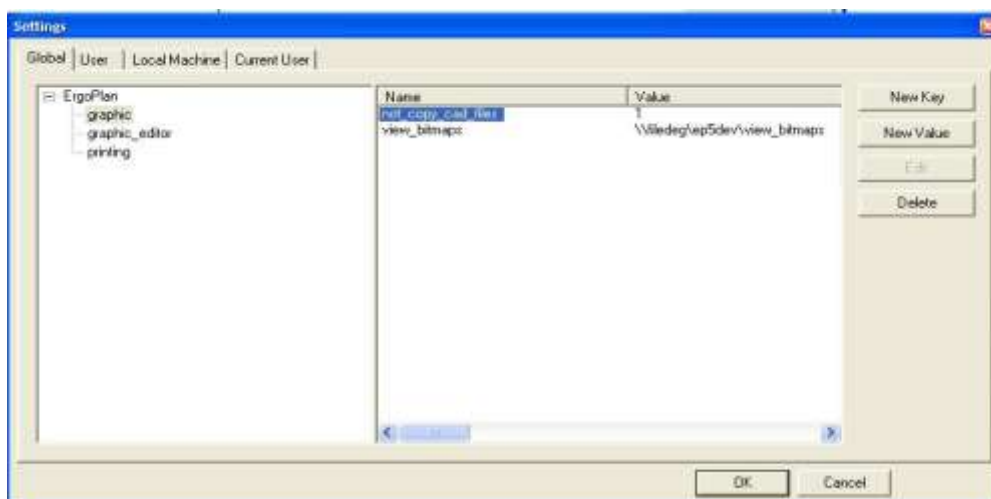 Settings
Global User Local Machine Current User
ErgoPlan
graphic
graphic_editor
printing
Name Value
not_copy_cad_files 1
view_bitmaps \\filedeg\ep5dev\view_bitmaps
New Key
New Value
Edit
Delete
OK Cancel